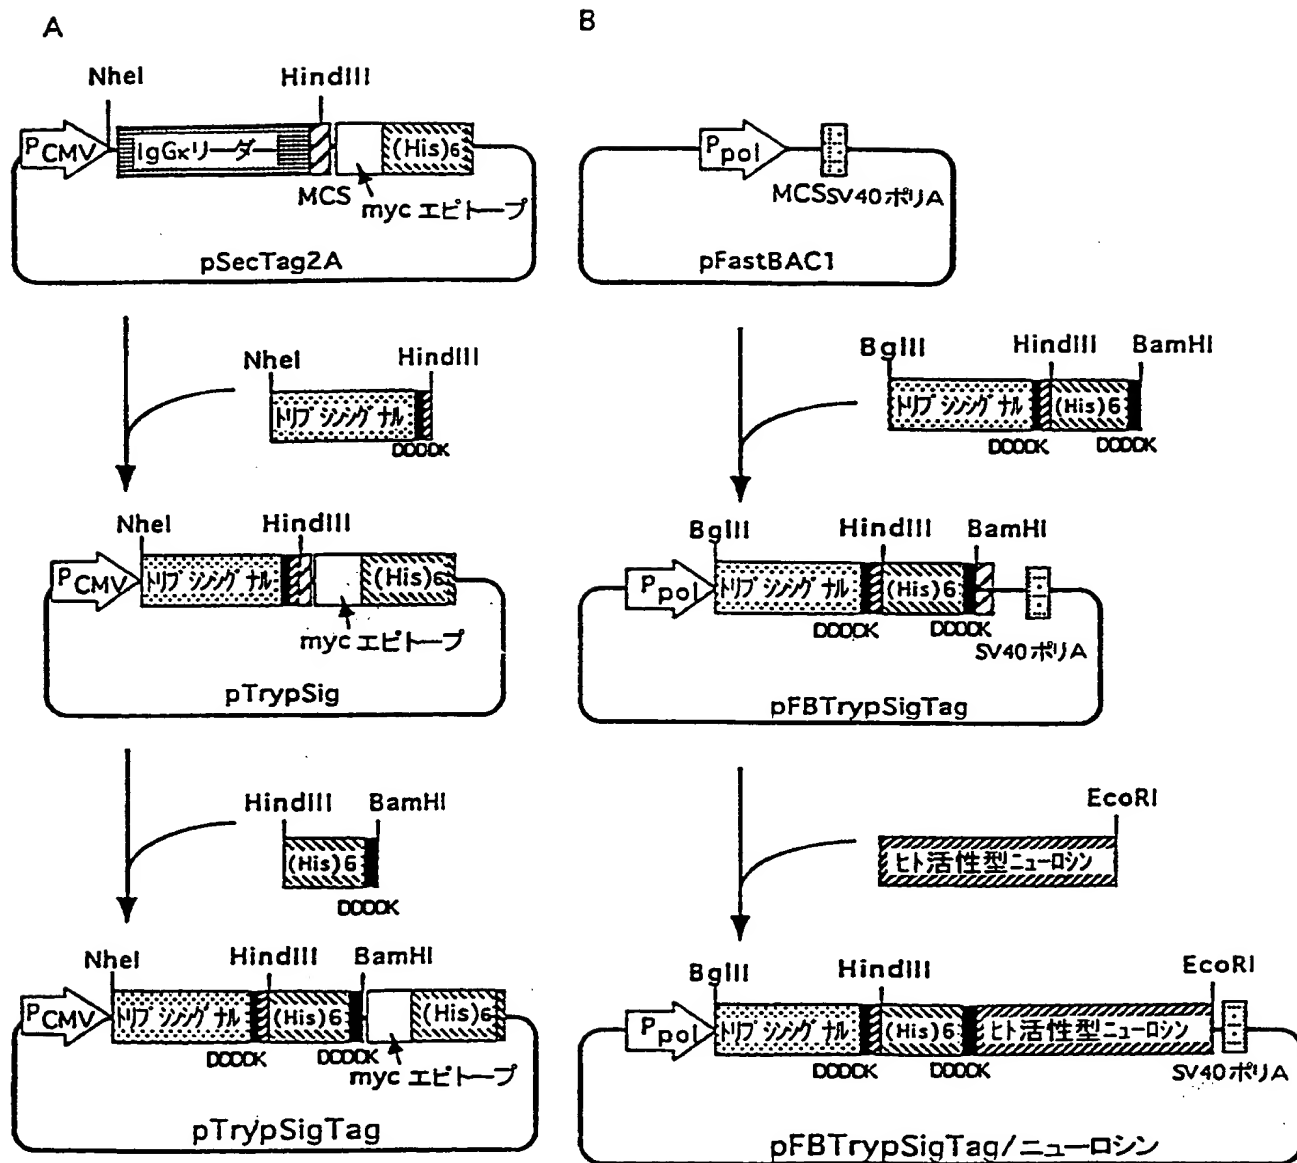 A
NheI
HindIII
PCMV
IgGκリーダー
(His)6
MCS
mycエピトープ
pSecTag2A
NheI
HindIII
トリプシンシグナル
DDDDK
NheI
HindIII
PCMV
トリプシンシグナル
(His)6
mycエピトープ
pTrypSig
HindIII
BamHI
(His)6
DDDDK
NheI
HindIII
BamHI
PCMV
トリプシンシグナル
(His)6
(His)6
DDDDK
DDDDK
mycエピトープ
pTrypSigTag
B
Ppol
MCS
SV40ポリA
pFastBAC1
BglII
HindIII
BamHI
トリプシンシグナル
(His)6
DDDDK
DDDDK
BglII
HindIII
BamHI
Ppol
トリプシンシグナル
(His)6
DDDDK
DDDDK
SV40ポリA
pFBTrypSigTag
EcoRI
ヒト活性型ニューロシン
BglII
HindIII
EcoRI
Ppol
トリプシンシグナル
(His)6
ヒト活性型ニューロシン
DDDDK
DDDDK
SV40ポリA
pFBTrypSigTag/ニューロシン